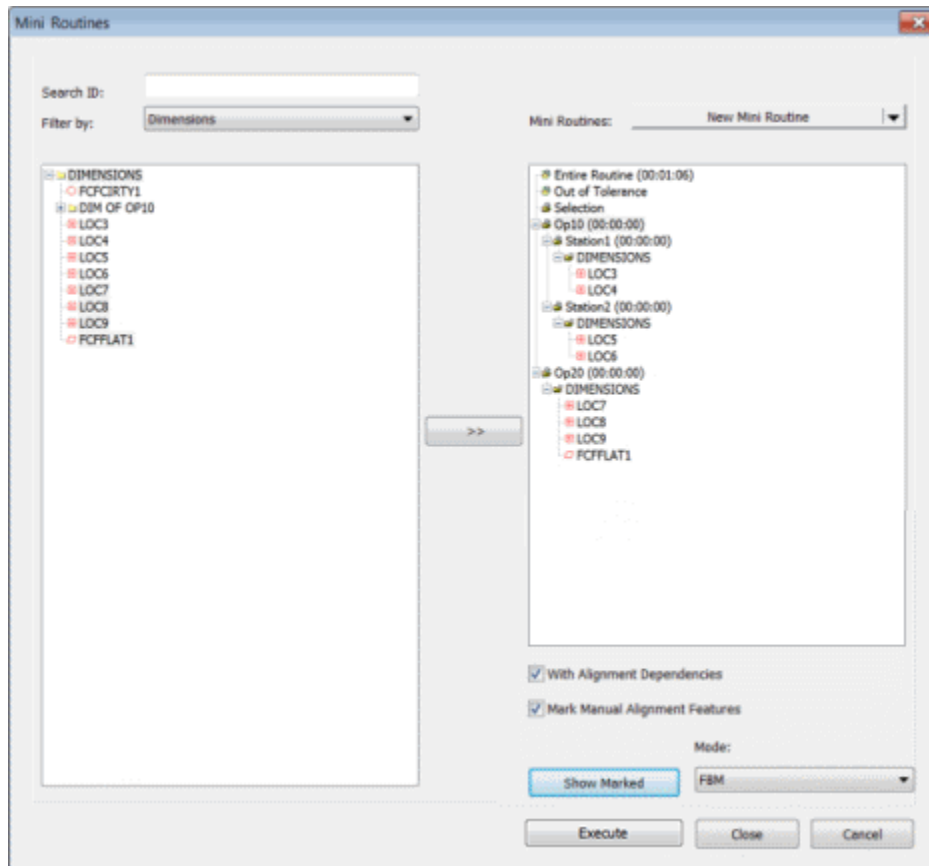 Mini Routines
Search ID:
Filter by:
Dimensions
Mini Routines:
New Mini Routine
DIMENSIONS
FCFCIRTY1
DIM OF OP10
LOC3
LOC4
LOC5
LOC6
LOC7
LOC8
LOC9
FCFFLAT1
>>
Entire Routine (00:01:06)
Out of Tolerance
Selection
Op10 (00:00:00)
Station1 (00:00:00)
DIMENSIONS
LOC3
LOC4
Station2 (00:00:00)
DIMENSIONS
LOC5
LOC6
Op20 (00:00:00)
DIMENSIONS
LOC7
LOC8
LOC9
FCFFLAT1
With Alignment Dependencies
Mark Manual Alignment Features
Mode:
Show Marked
FBM
Execute
Close
Cancel